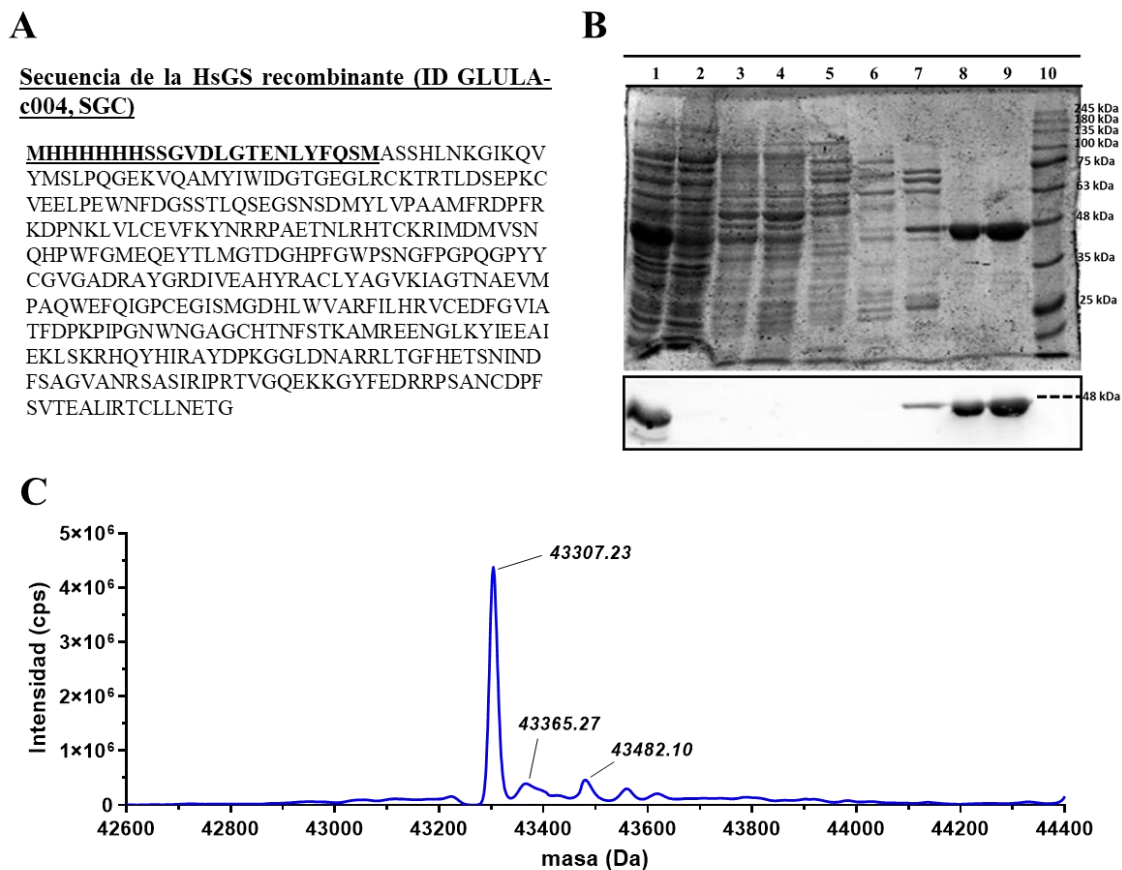 A
Secuencia de la HsGS recombinante (ID GLULA-
c004, SGC)
MHHHHHHSSGVDLGTENLYFQSMASSHLNKGIKQV
YMSLPQGEKVQAMYIWIDGTGEGLRCKTRTLDSEPKC
VEELPEWNFDGSSTLQSEGSNSDMYLVPAAMFRDPFR
KDPNKLVLCEVFKYNRRPAETNLRHTCKRIMDMVSN
QHPWFGMEQEYTLMGTDGHPFGWPSNGFPGPQGPYY
CGVGADRAYGRDIVEAHYRACLYAGVKIAGTNAEVM
PAQWEFQIGPCEGISMGDHLWVARFILHRVCEDFGVIA
TFDPKPIPGNWNGAGCHTNFSTKAMREENGLKYIEEAI
EKLSKRHQYHIRAYDPKGGLDNARRLTGFHETSNIND
FSAGVANRSASIRIPRTVGQEKKGYFEDRRPSANCDPF
SVTEALIRTCLLNETG
B
1 2 3 4 5 6 7 8 9 10
245 kDa
180 kDa
135 kDa
100 kDa
75 kDa
63 kDa
48 kDa
35 kDa
25 kDa
48 kDa
C
5×10⁶
4×10⁶
3×10⁶
2×10⁶
1×10⁶
0
Intensidad (cps)
43307.23
43365.27
43482.10
42600 42800 43000 43200 43400 43600 43800 44000 44200 44400
masa (Da)